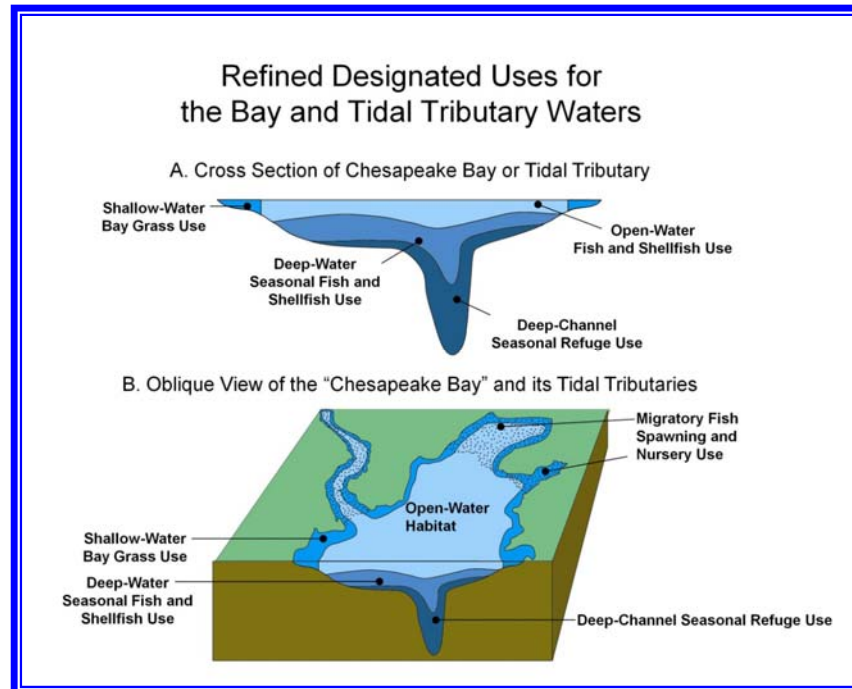 Refined Designated Uses for
the Bay and Tidal Tributary Waters
A. Cross Section of Chesapeake Bay or Tidal Tributary
Shallow-Water
Bay Grass Use
Open-Water
Fish and Shellfish Use
Deep-Water
Seasonal Fish and
Shellfish Use
Deep-Channel
Seasonal Refuge Use
B. Oblique View of the “Chesapeake Bay” and its Tidal Tributaries
Migratory Fish
Spawning and
Nursery Use
Open-Water
Habitat
Shallow-Water
Bay Grass Use
Deep-Water
Seasonal Fish and
Shellfish Use
Deep-Channel Seasonal Refuge Use